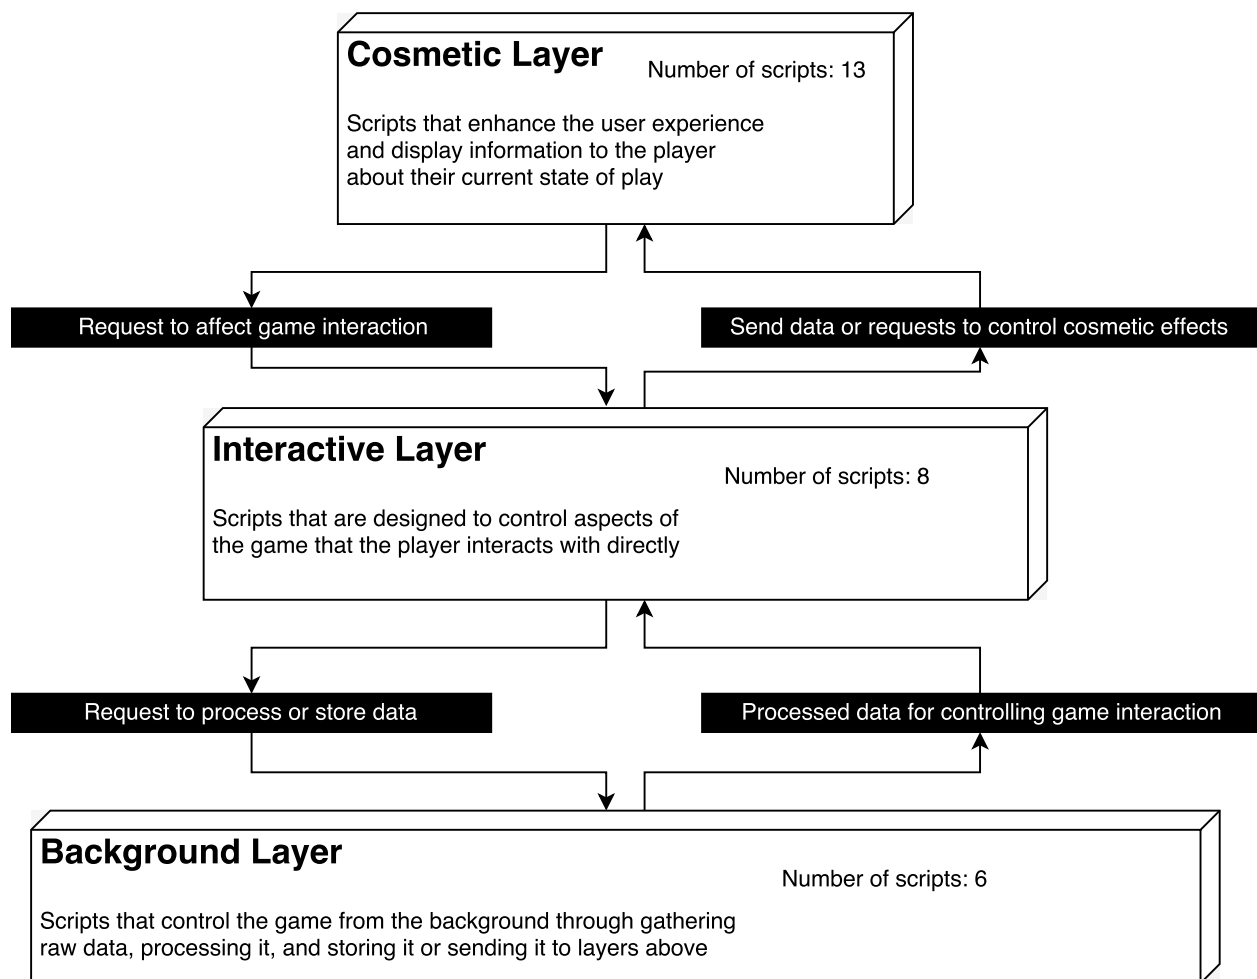 Cosmetic Layer
Number of scripts: 13
Scripts that enhance the user experience
and display information to the player
about their current state of play
Request to affect game interaction
Send data or requests to control cosmetic effects
Interactive Layer
Number of scripts: 8
Scripts that are designed to control aspects of
the game that the player interacts with directly
Request to process or store data
Processed data for controlling game interaction
Background Layer
Number of scripts: 6
Scripts that control the game from the background through gathering
raw data, processing it, and storing it or sending it to layers above